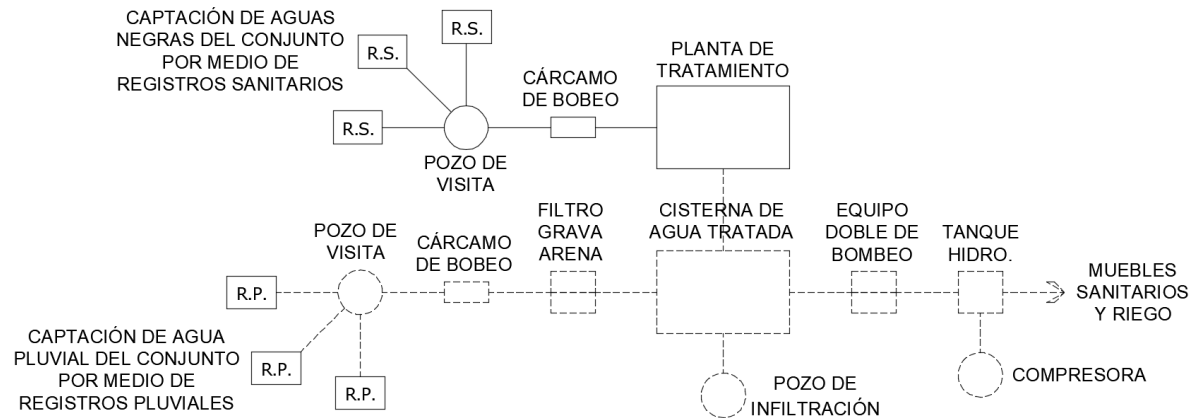 CAPTACIÓN DE AGUAS
NEGRAS DEL CONJUNTO
POR MEDIO DE
REGISTROS SANITARIOS
R.S.
R.S.
R.S.
POZO DE
VISITA
CÁRCAMO
DE BOBEO
PLANTA DE
TRATAMIENTO
CAPTACIÓN DE AGUA
PLUVIAL DEL CONJUNTO
POR MEDIO DE
REGISTROS PLUVIALES
R.P.
R.P.
R.P.
POZO DE
VISITA
CÁRCAMO
DE BOBEO
FILTRO
GRAVA
ARENA
CISTERNA DE
AGUA TRATADA
POZO DE
INFILTRACIÓN
EQUIPO
DOBLE DE
BOMBEO
TANQUE
HIDRO.
COMPRESORA
MUEBLES
SANITARIOS
Y RIEGO